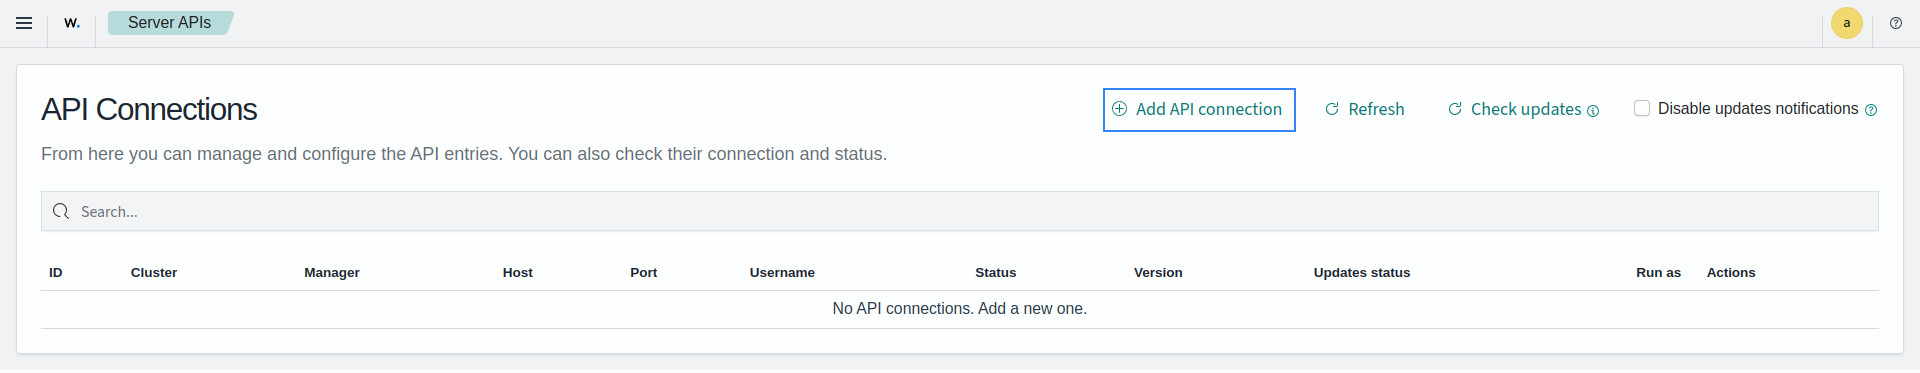 W. Server APIs a
API Connections Add API connection Refresh Check updates Disable updates notifications
From here you can manage and configure the API entries. You can also check their connection and status.
Search...
ID Cluster Manager Host Port Username Status Version Updates status Run as Actions
No API connections. Add a new one.